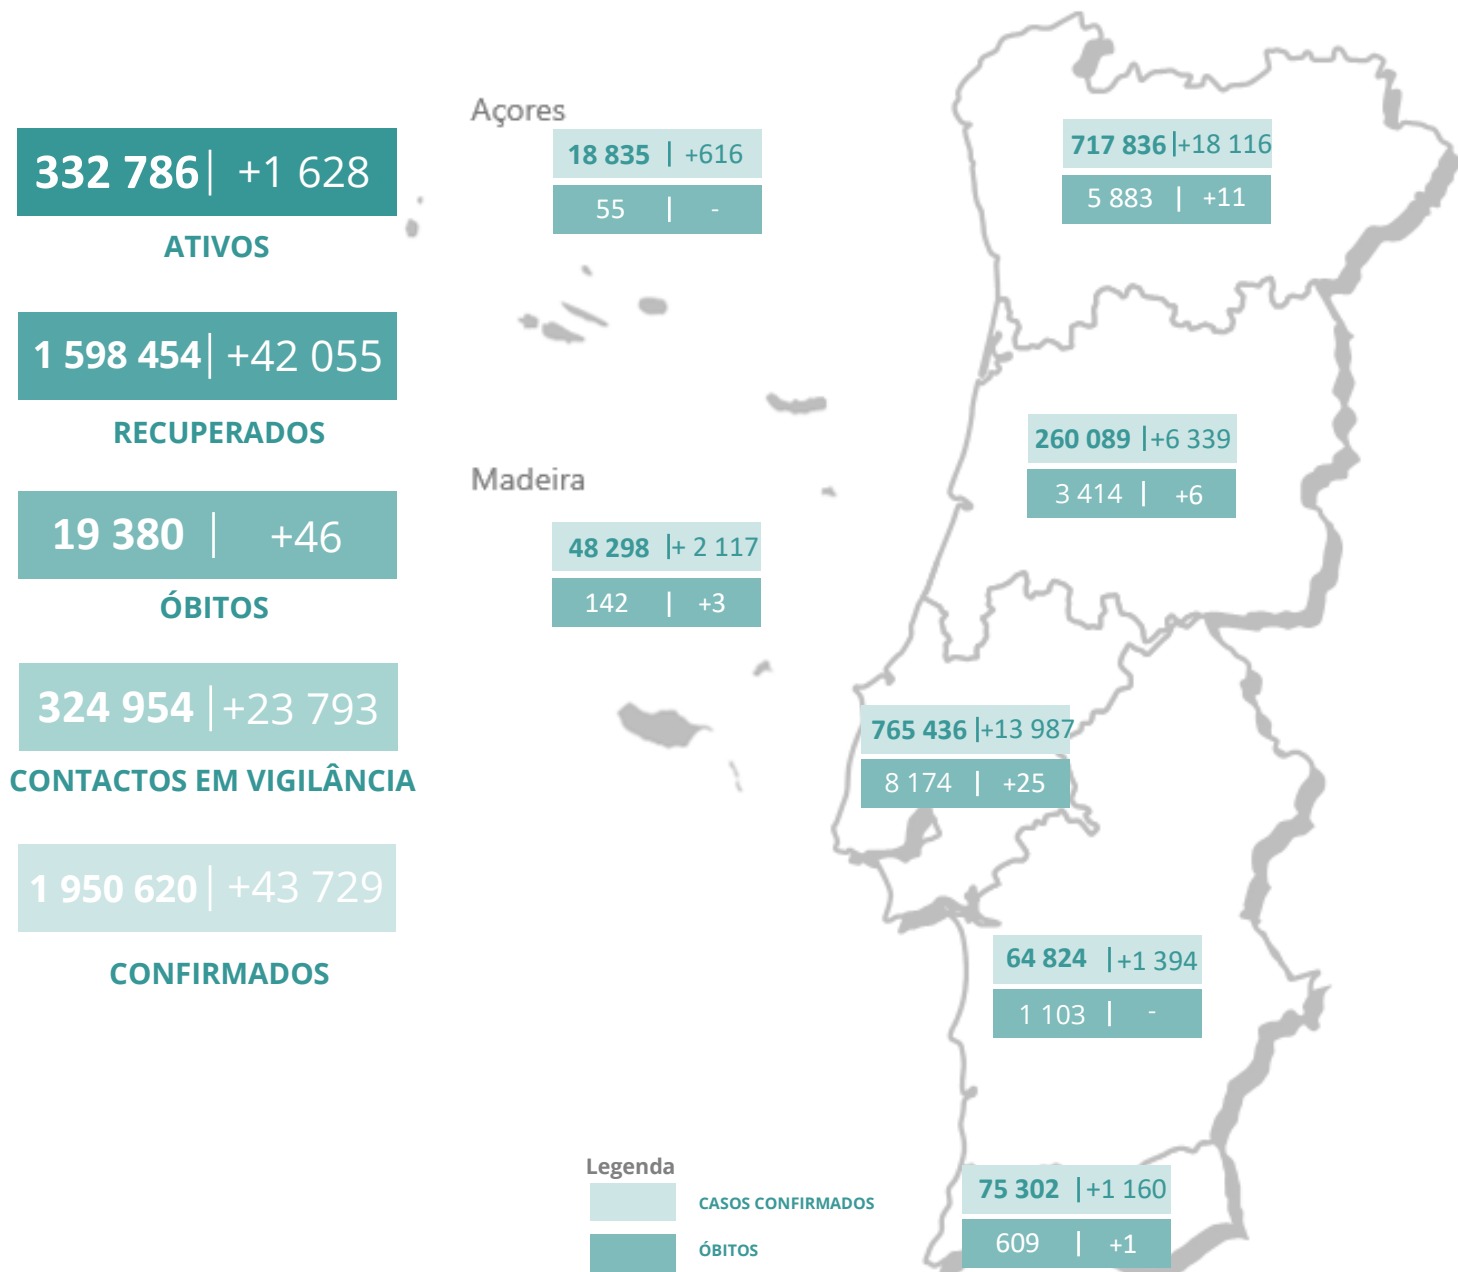 332 786 | +1 628
ATIVOS
1 598 454 | +42 055
RECUPERADOS
19 380 | +46
ÓBITOS
324 954 | +23 793
CONTACTOS EM VIGILÂNCIA
1 950 620 | +43 729
CONFIRMADOS
Açores
18 835 | +616
55 | -
Madeira
48 298 | + 2 117
142 | +3
717 836 | +18 116
5 883 | +11
260 089 | +6 339
3 414 | +6
765 436 | +13 987
8 174 | +25
64 824 | +1 394
1 103 | -
75 302 | +1 160
609 | +1
Legenda
CASOS CONFIRMADOS
ÓBITOS